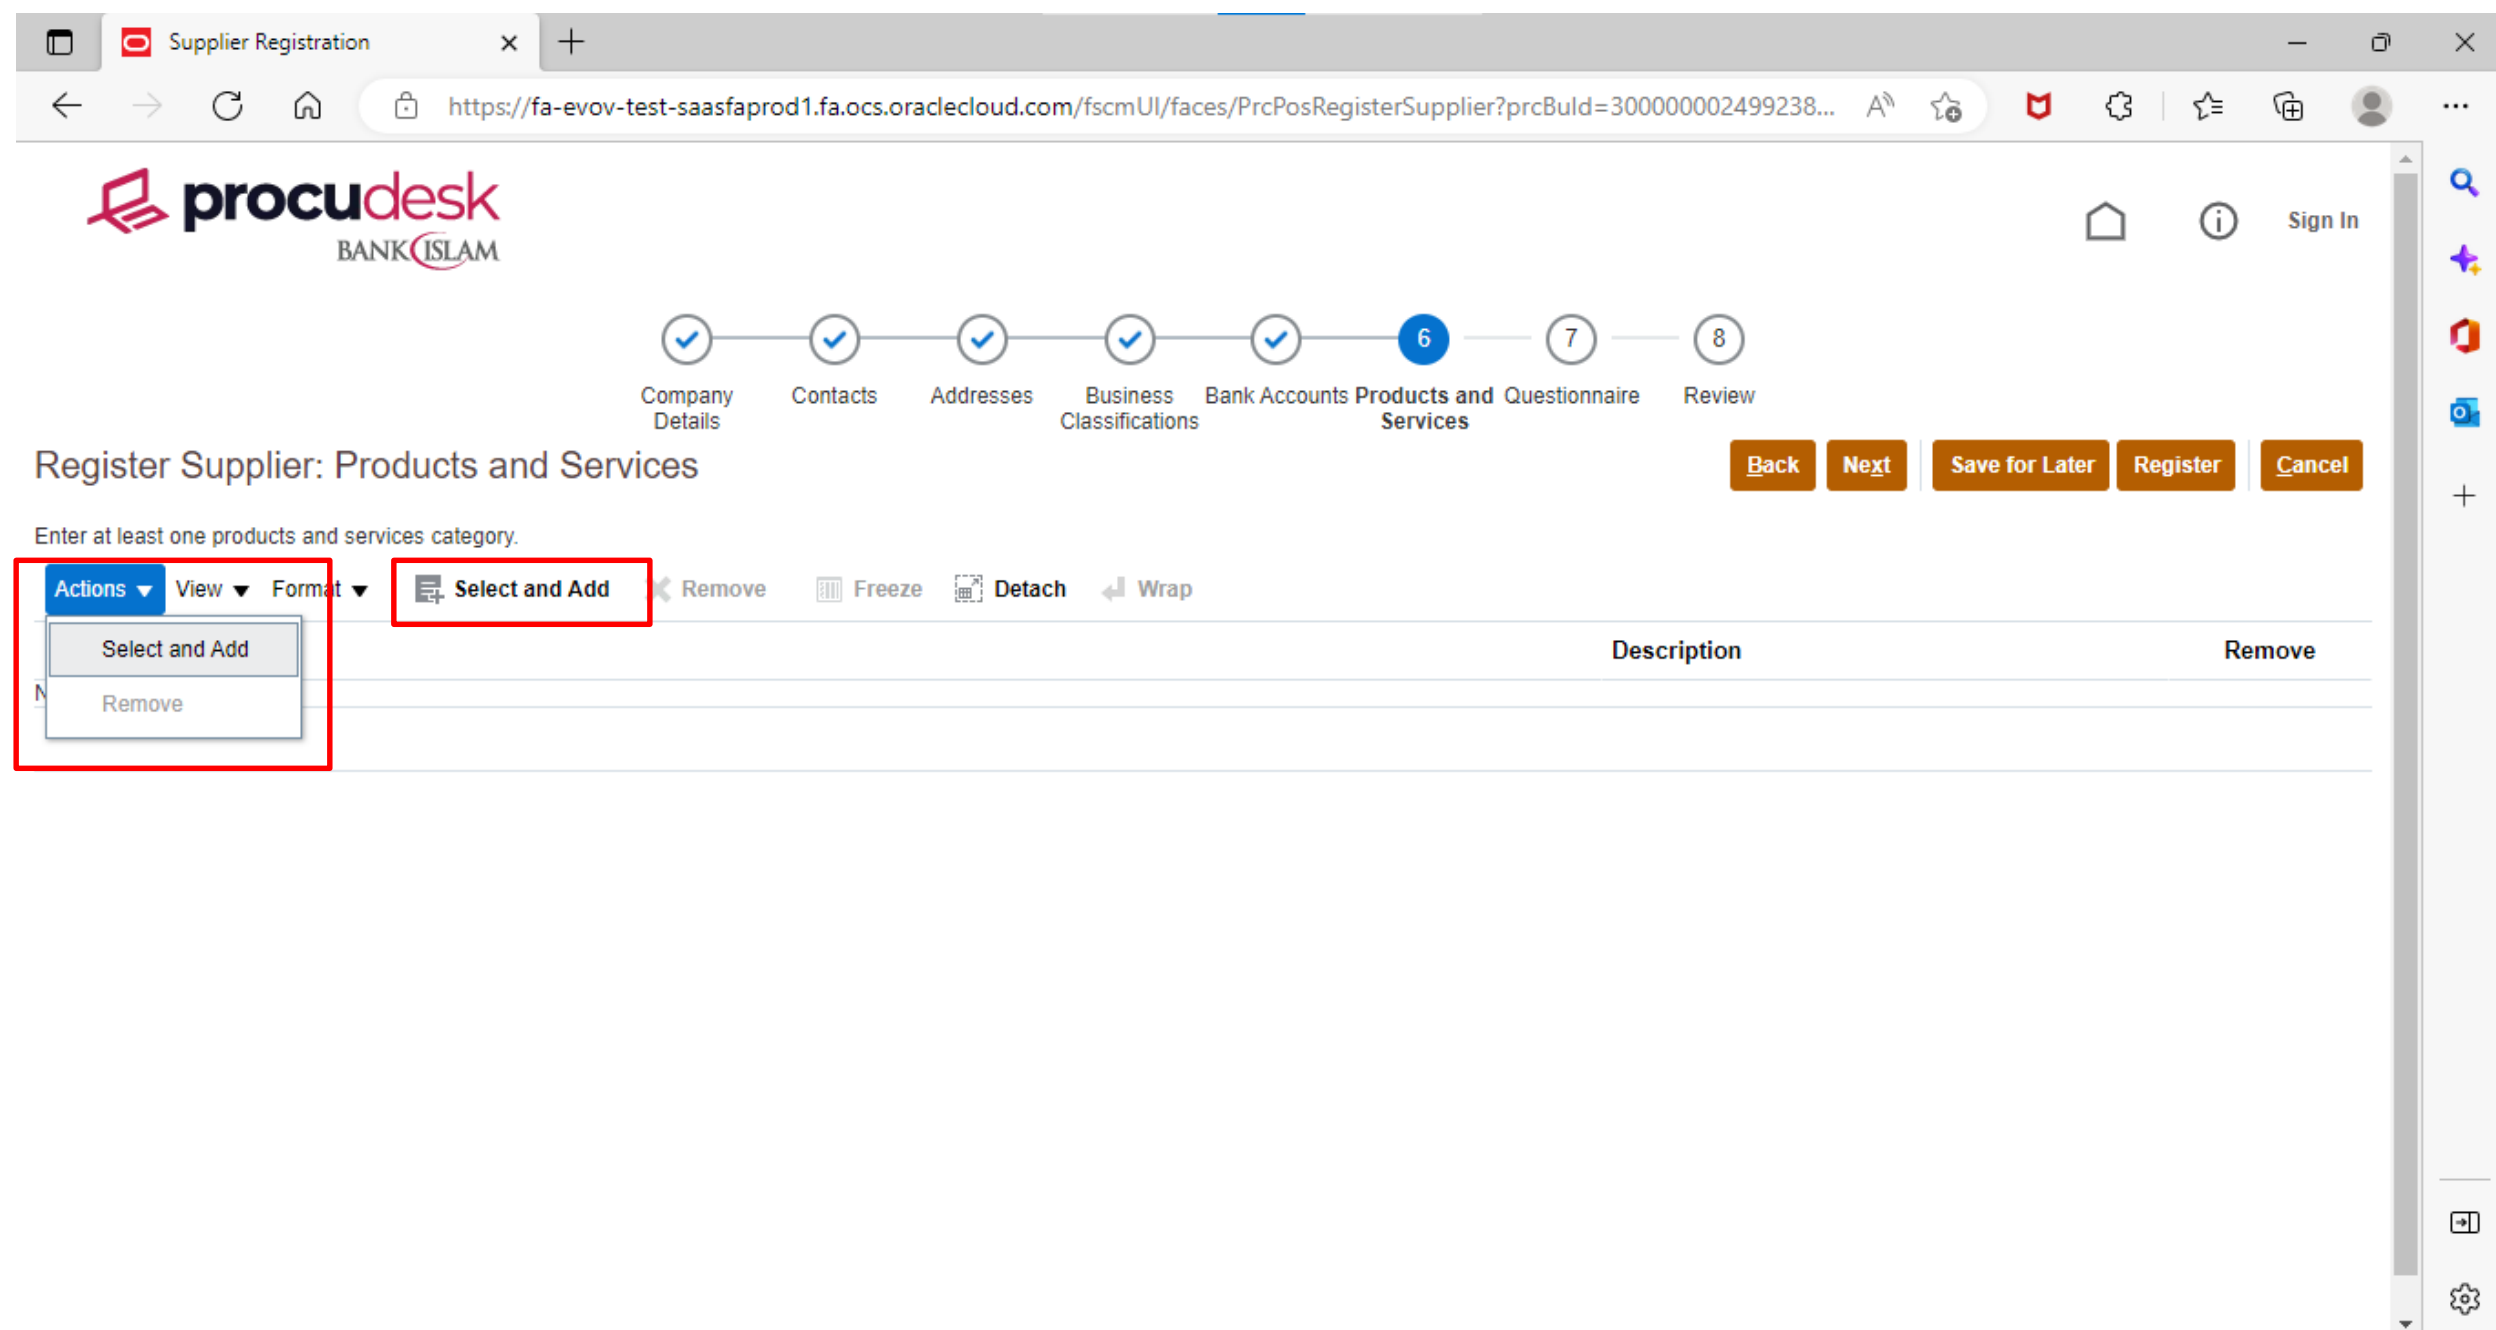 Supplier Registration
https://fa-evov-test-saasfaprod1.fa.ocs.oraclecloud.com/fscmUI/faces/PrcPosRegisterSupplier?prcBuId=300000002499238...
procudesk
BANK ISLAM
Sign In
6 7 8
Company Details
Contacts
Addresses
Business Classifications
Bank Accounts
Products and Services
Questionnaire
Review
Register Supplier: Products and Services
Back Next Save for Later Register Cancel
Enter at least one products and services category.
Actions View Format Select and Add Remove Freeze Detach Wrap
Select and Add
Description Remove
Remove